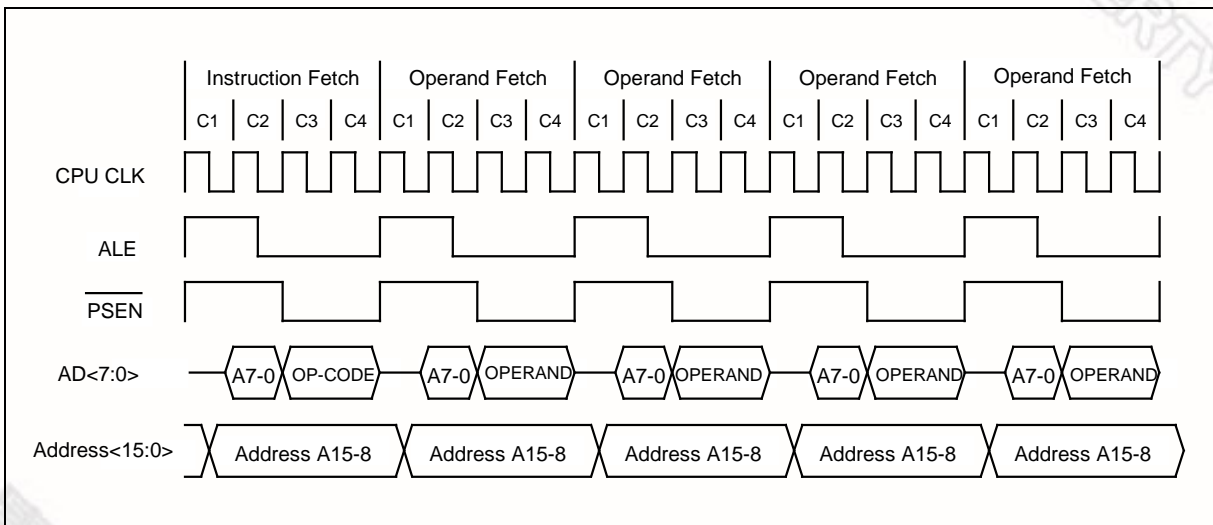 Instruction Fetch Operand Fetch Operand Fetch Operand Fetch Operand Fetch
C1 C2 C3 C4 C1 C2 C3 C4 C1 C2 C3 C4 C1 C2 C3 C4 C1 C2 C3 C4
CPU CLK
ALE
PSEN
AD<7:0> A7-0 OP-CODE A7-0 OPERAND A7-0 OPERAND A7-0 OPERAND A7-0 OPERAND
Address<15:0> Address A15-8 Address A15-8 Address A15-8 Address A15-8 Address A15-8